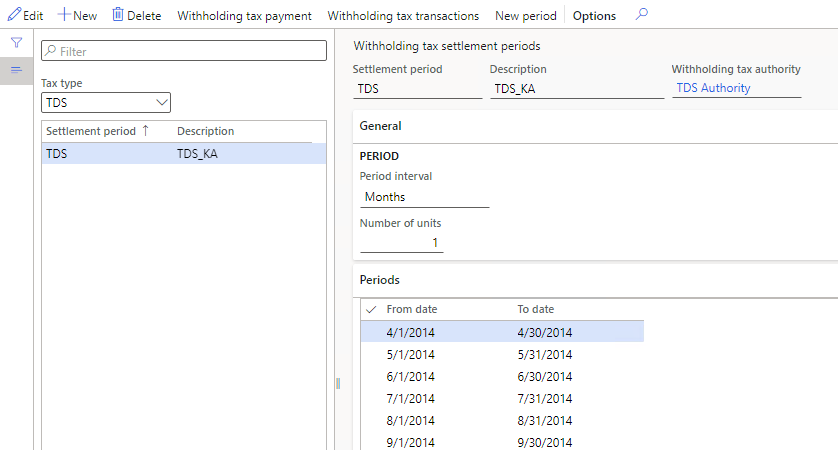 Edit New Delete Withholding tax payment Withholding tax transactions New period Options
Filter
Tax type
TDS
Settlement period Description
TDS TDS_KA
Withholding tax settlement periods
Settlement period Description Withholding tax authority
TDS TDS_KA TDS Authority
General
PERIOD
Period interval
Months
Number of units
1
Periods
From date To date
4/1/2014 4/30/2014
5/1/2014 5/31/2014
6/1/2014 6/30/2014
7/1/2014 7/31/2014
8/1/2014 8/31/2014
9/1/2014 9/30/2014